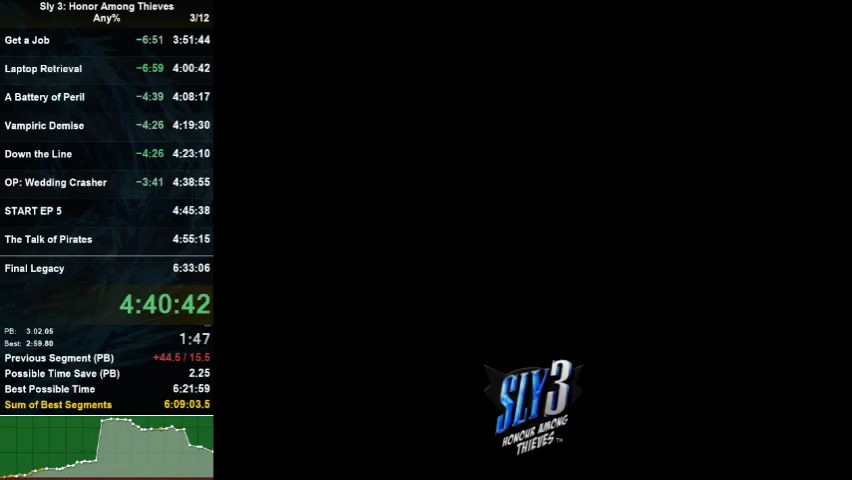 Sly 3: Honor Among Thieves
Any% 3/12
Get a Job -6:51 3:51:44
Laptop Retrieval -6:59 4:00:42
A Battery of Peril -4:39 4:08:17
Vampiric Demise -4:26 4:19:30
Down the Line -4:26 4:23:10
OP: Wedding Crasher -3:41 4:38:55
START EP 5 4:45:38
The Talk of Pirates 4:55:15
Final Legacy 6:33:06
4:40:42
PB: 3:02.05
Best: 2:59.80
1:47
Previous Segment (PB) +44.5 / 15.5
Possible Time Save (PB) 2.25
Best Possible Time 6:21:59
Sum of Best Segments 6:09:03.5
SLY 3
HONOUR AMONG
THIEVES™